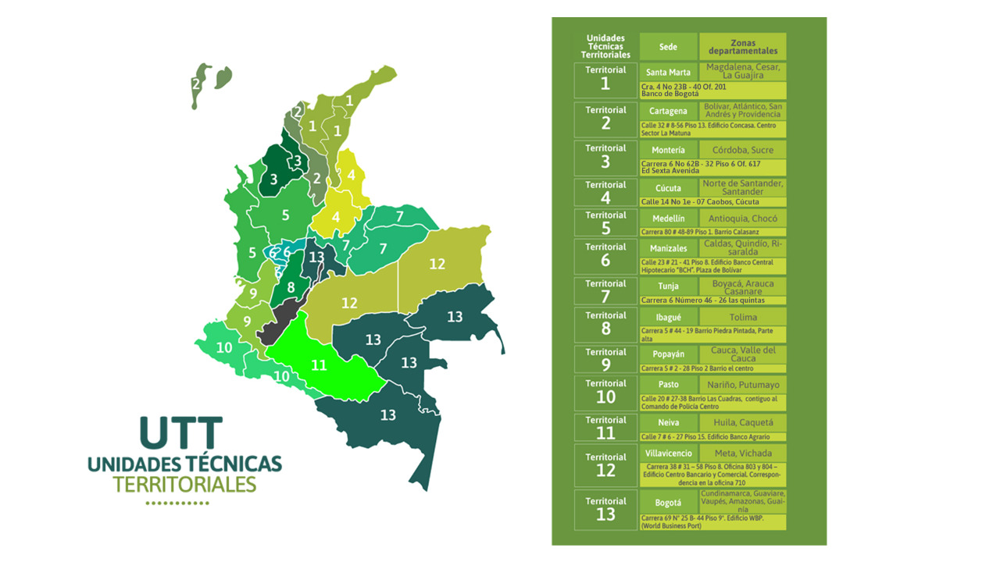 2
2
1
1
1
3
3
2
4
4
5
5
6
2
6
6
13
7
7
7
8
9
9
12
12
10
10
11
13
13
13
13
UTT
UNIDADES TÉCNICAS
TERRITORIALES
Unidades
Técnicas
Territoriales
Sede
Zonas
departamentales
Territorial
1
Santa Marta
Magdalena, Cesar,
La Guajira
Cra. 4 No 23B - 40 Of. 201
Banco de Bogotá
Territorial
2
Cartagena
Bolívar, Atlántico, San
Andrés y Providencia
Calle 32 # 8-56 Piso 13. Edificio Concasa. Centro
Sector La Matuna
Territorial
3
Montería
Córdoba, Sucre
Carrera 6 No 62B - 32 Piso 6 Of. 617
Ed Sexta Avenida
Territorial
4
Cúcuta
Norte de Santander,
Santander
Calle 14 No 1e - 07 Caobos, Cúcuta
Territorial
5
Medellín
Antioquia, Chocó
Carrera 80 # 48-89 Piso 1. Barrio Calasanz
Territorial
6
Manizales
Caldas, Quindío, Ri-
saralda
Calle 23 # 21 - 41 Piso 8. Edificio Banco Central
Hipotecario "BCH". Plaza de Bolívar
Territorial
7
Tunja
Boyacá, Arauca
Casanare
Carrera 6 Número 46 - 26 las quintas
Territorial
8
Ibagué
Tolima
Carrera 5 # 44 - 19 Barrio Piedra Pintada, Parte
alta
Territorial
9
Popayán
Cauca, Valle del
Cauca
Carrera 5 # 2 - 28 Piso 2 Barrio el centro
Territorial
10
Pasto
Nariño, Putumayo
Calle 20 # 27-38 Barrio Las Cuadras, contiguo al
Comando de Policía Centro
Territorial
11
Neiva
Huila, Caquetá
Calle 7 # 6 - 27 Piso 15. Edificio Banco Agrario
Territorial
12
Villavicencio
Meta, Vichada
Carrera 38 # 31 – 58 Piso 8. Oficina 803 y 804 –
Edificio Centro Bancario y Comercial. Correspon-
dencia en la oficina 710
Territorial
13
Bogotá
Cundinamarca, Guaviare,
Vaupés, Amazonas, Guai-
nía
Carrera 69 N° 25 B- 44 Piso 9°. Edificio WBP.
(World Business Port)